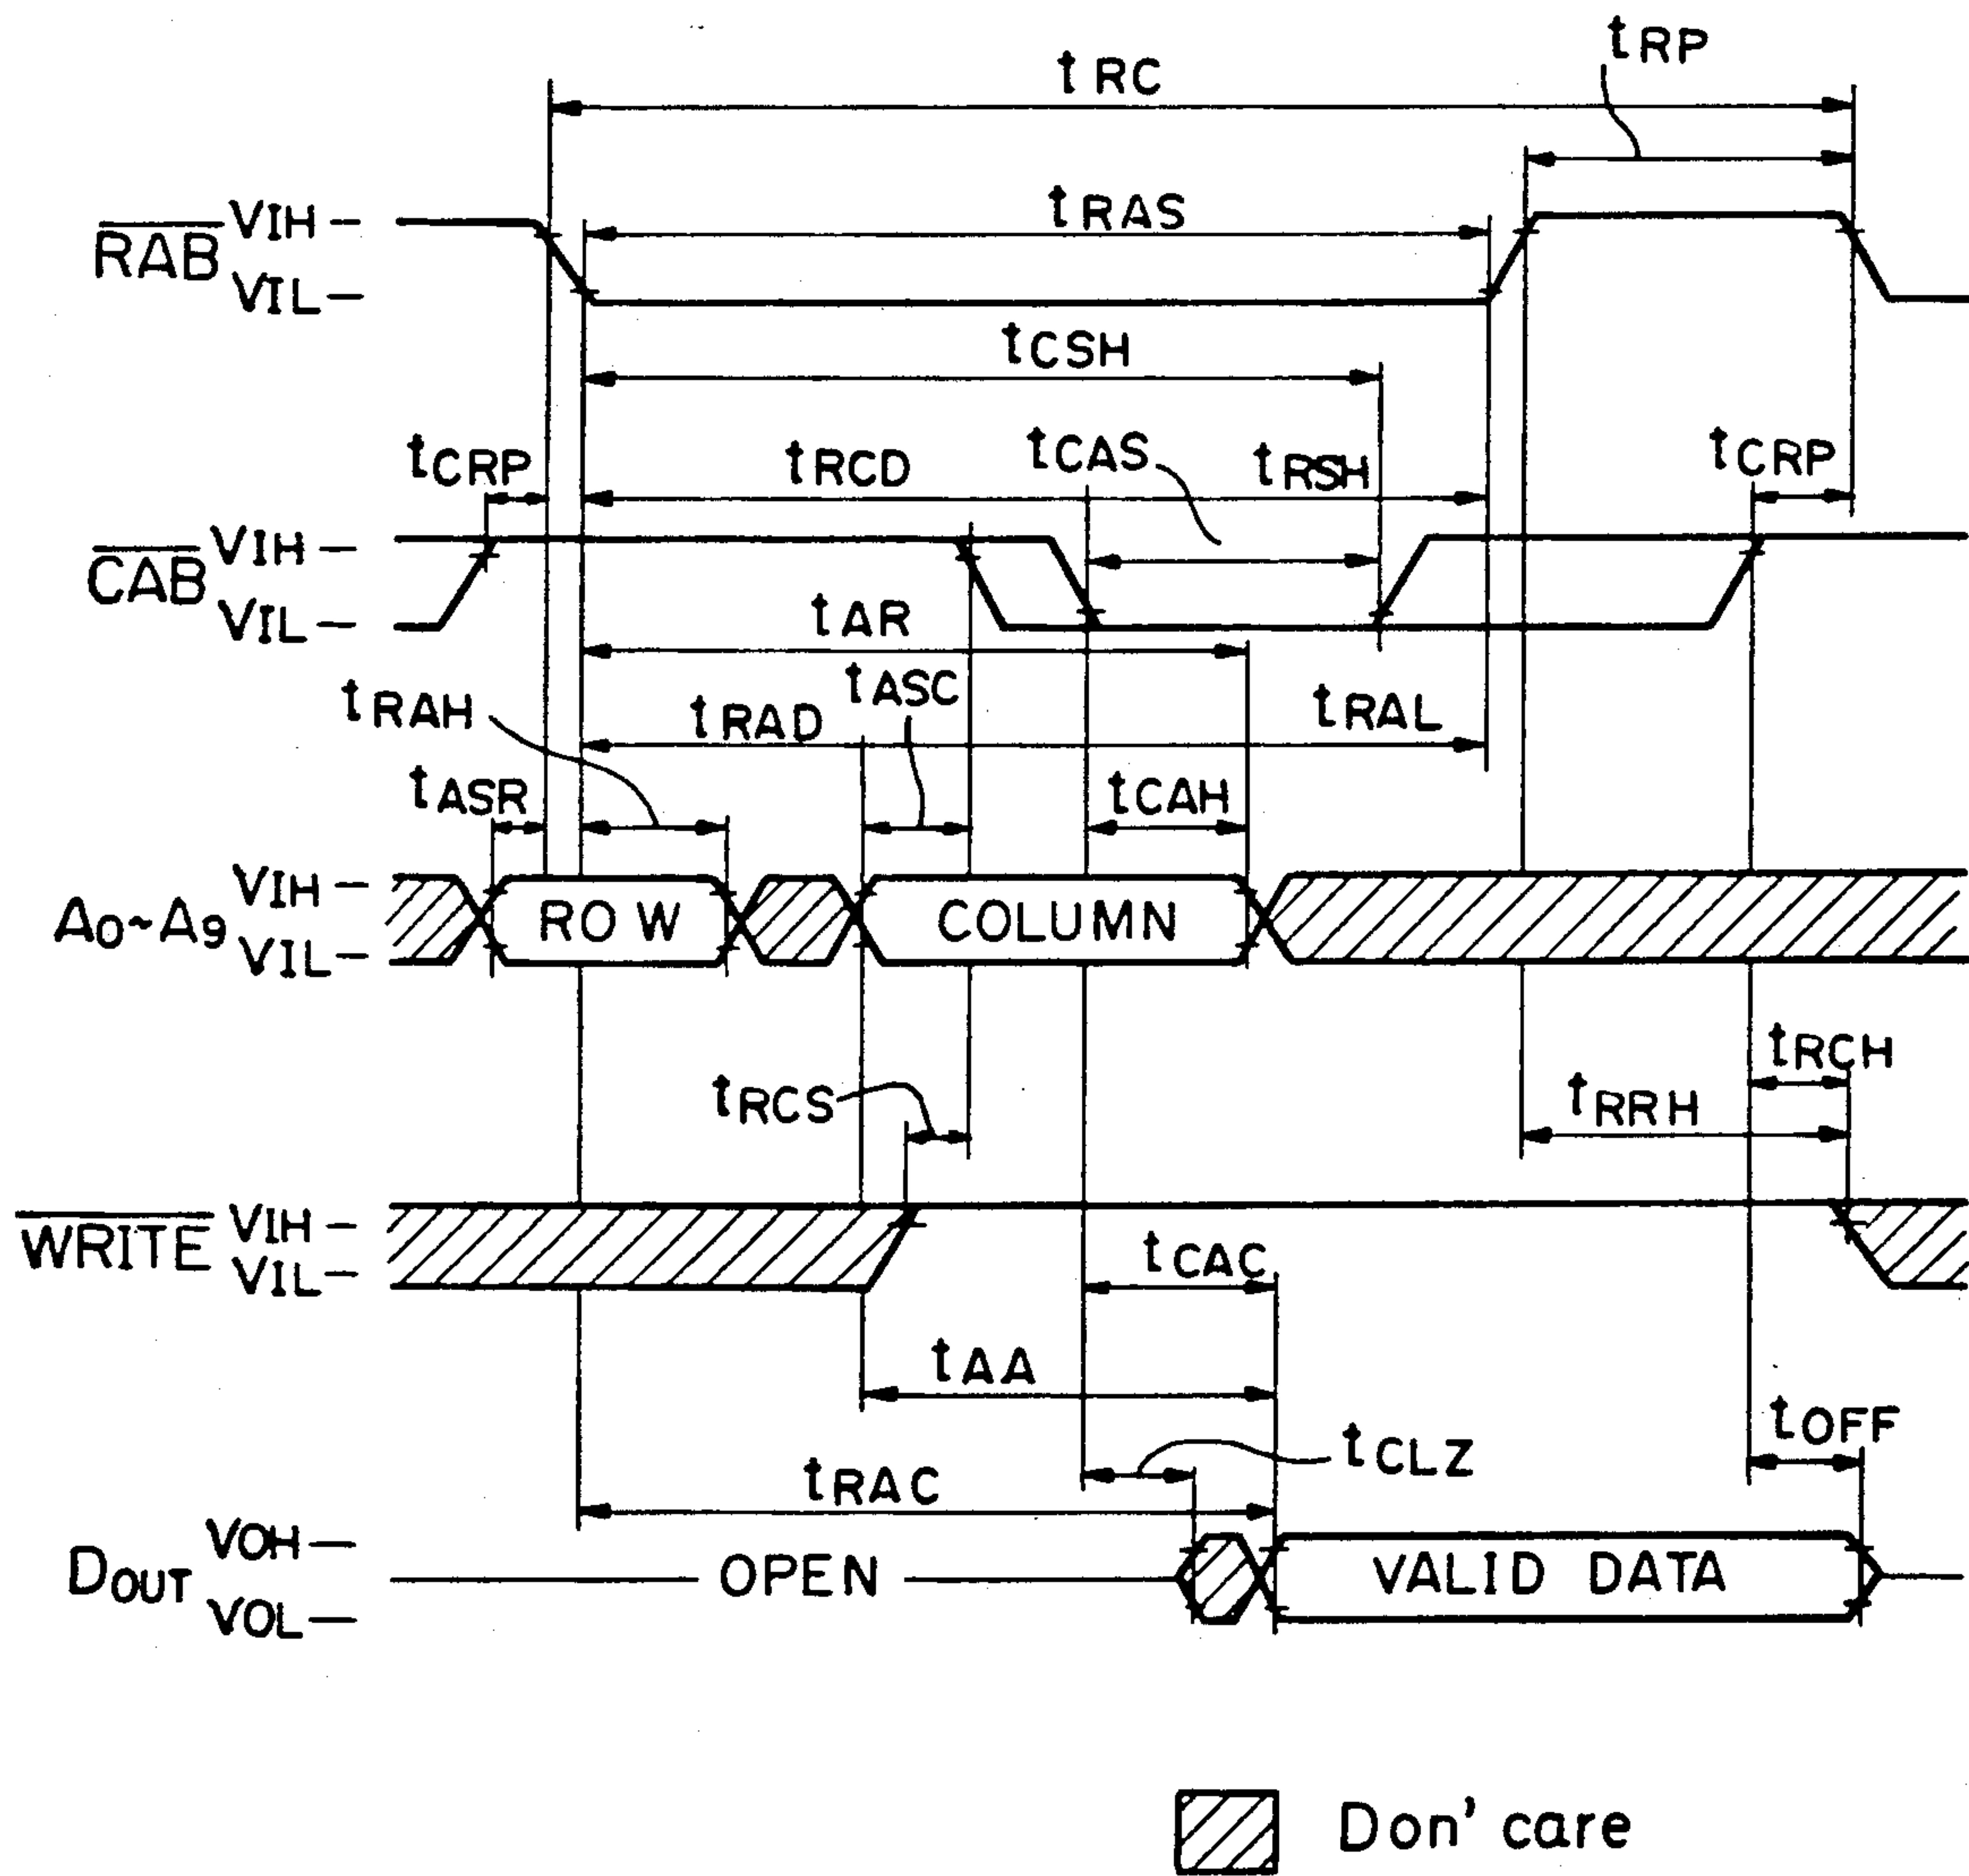 tRP
tRC
tRAS
RAB VIH
VIL
tCSH
tCRP tRCD tCAS tRSH tCRP
CAB VIH
VIL
tAR
tRAH tRAD tASC tRAL
tASR tCAH
A0~A9 VIH
VIL
ROW COLUMN
tRCH
tRCS tRRH
WRITE VIH
VIL
tCAC
tAA
tOFF
tCLZ
tRAC
DOUT VOH
VOL
OPEN VALID DATA
Don' care